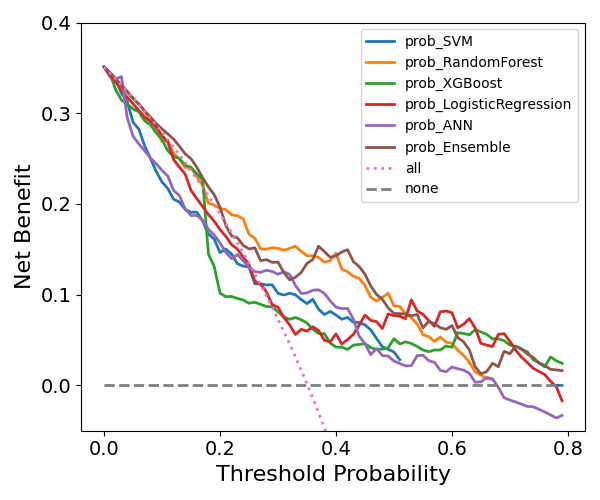 0.4
0.3
0.2
0.1
0.0
Net Benefit
prob_SVM
prob_RandomForest
prob_XGBoost
prob_LogisticRegression
prob_ANN
prob_Ensemble
all
none
0.0 0.2 0.4 0.6 0.8
Threshold Probability